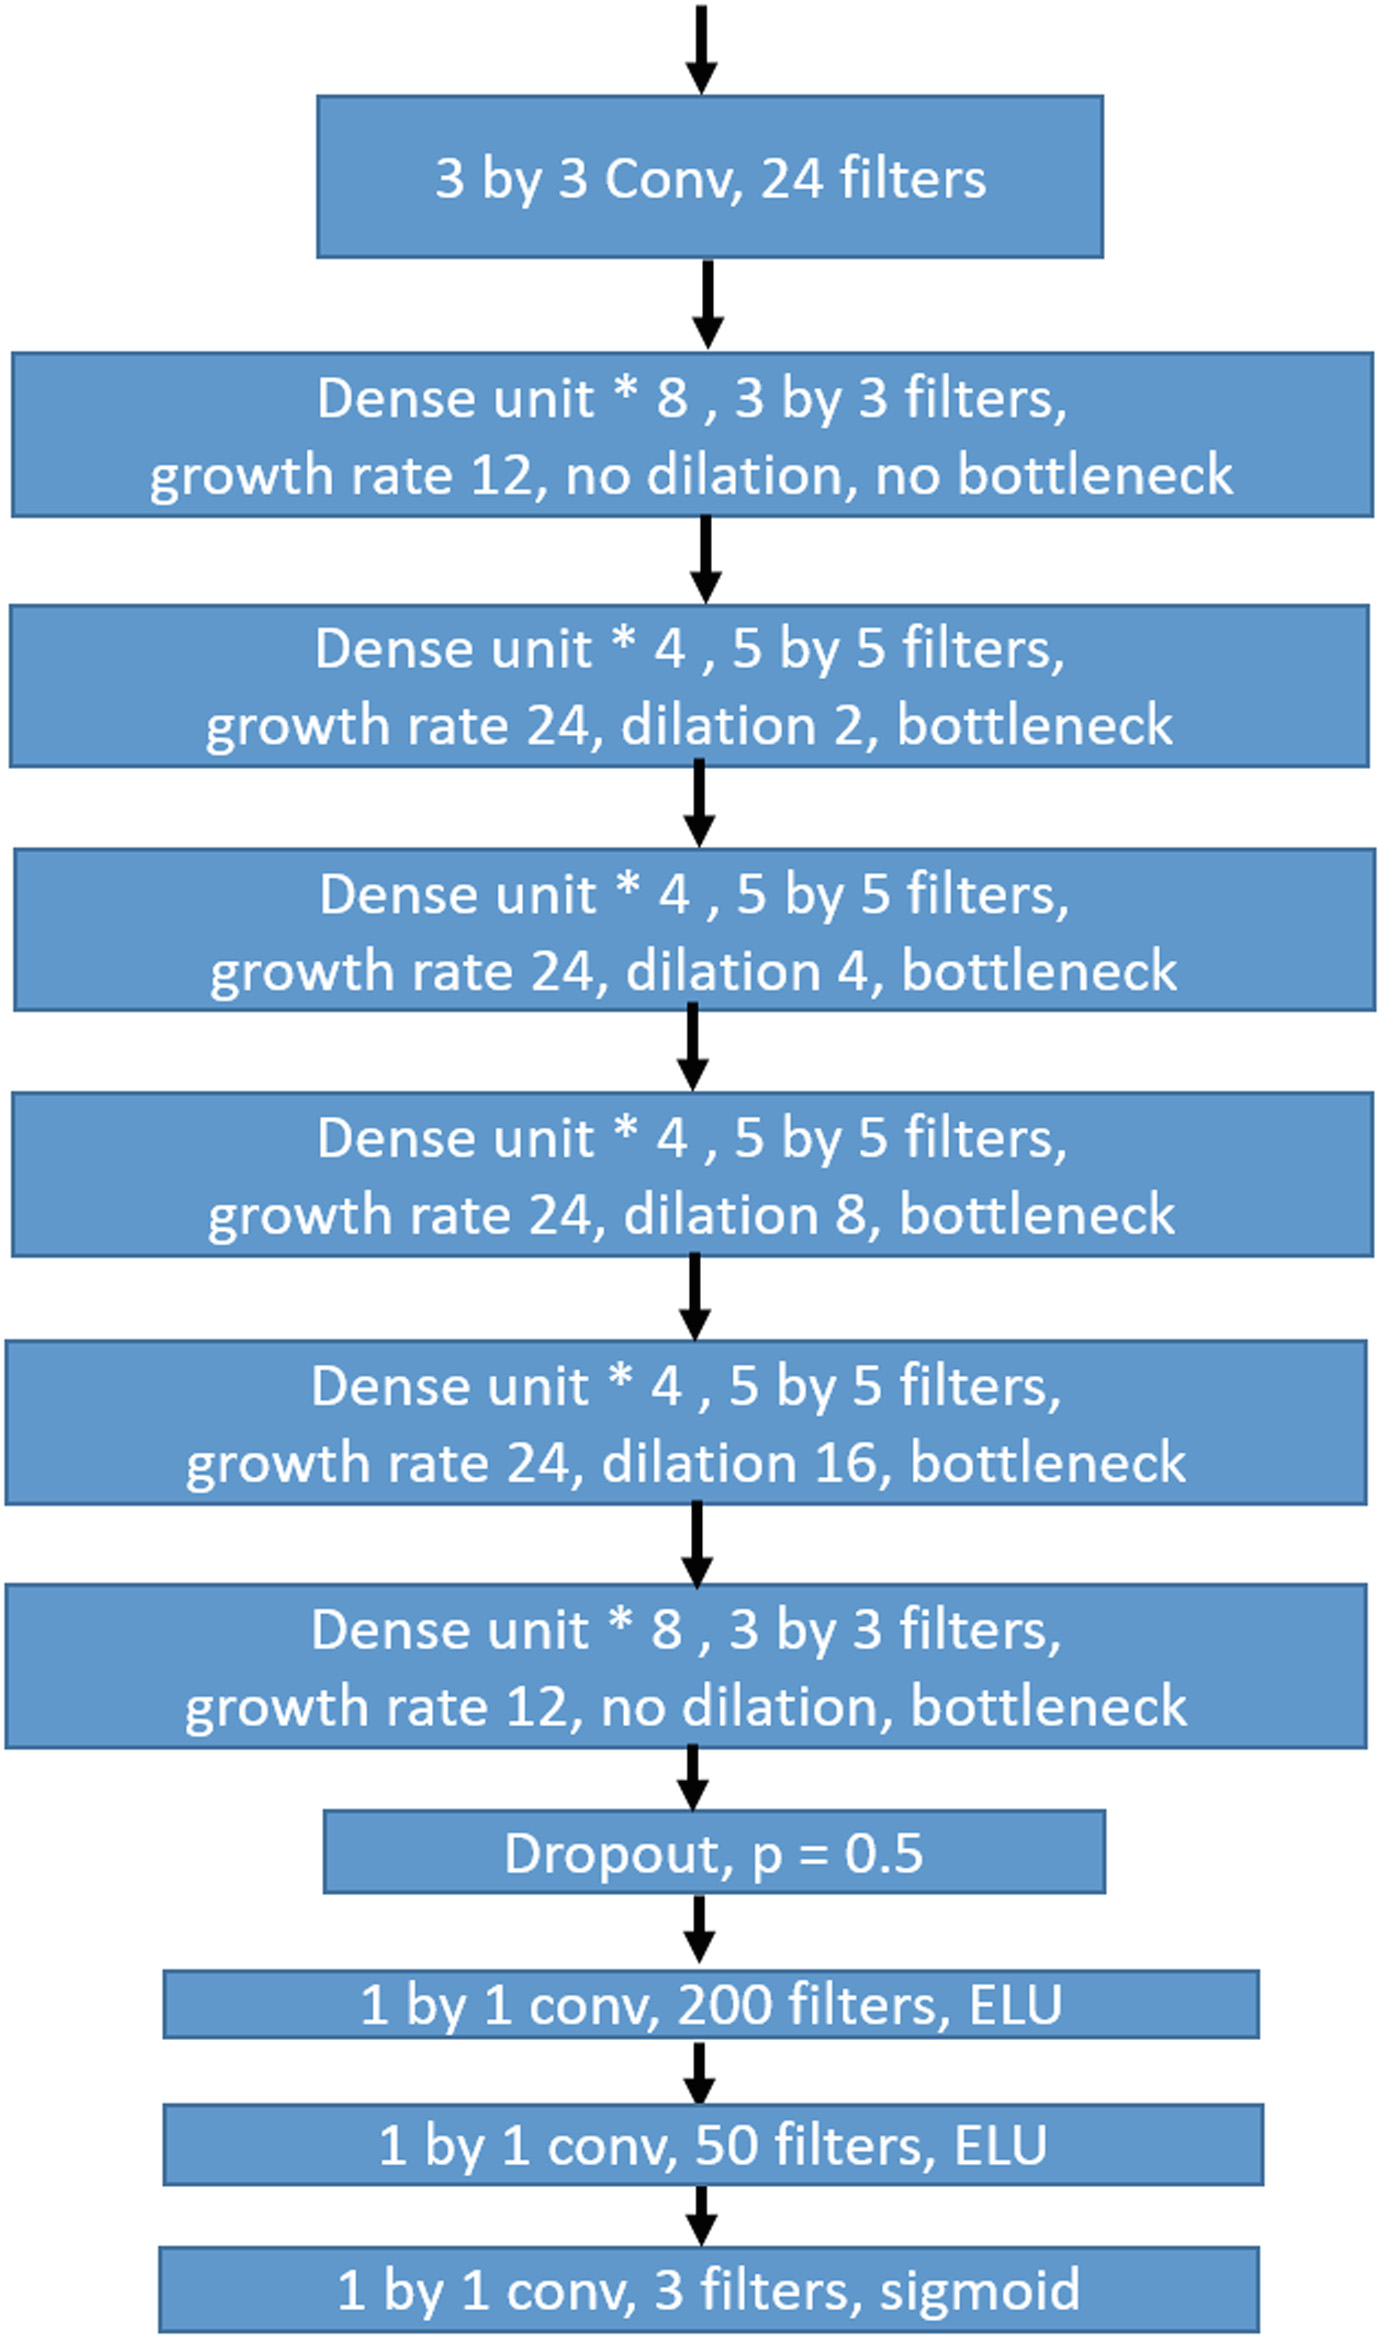 3 by 3 Conv, 24 filters
Dense unit * 8 , 3 by 3 filters,
growth rate 12, no dilation, no bottleneck
Dense unit * 4 , 5 by 5 filters,
growth rate 24, dilation 2, bottleneck
Dense unit * 4 , 5 by 5 filters,
growth rate 24, dilation 4, bottleneck
Dense unit * 4 , 5 by 5 filters,
growth rate 24, dilation 8, bottleneck
Dense unit * 4 , 5 by 5 filters,
growth rate 24, dilation 16, bottleneck
Dense unit * 8 , 3 by 3 filters,
growth rate 12, no dilation, bottleneck
Dropout, p = 0.5
1 by 1 conv, 200 filters, ELU
1 by 1 conv, 50 filters, ELU
1 by 1 conv, 3 filters, sigmoid